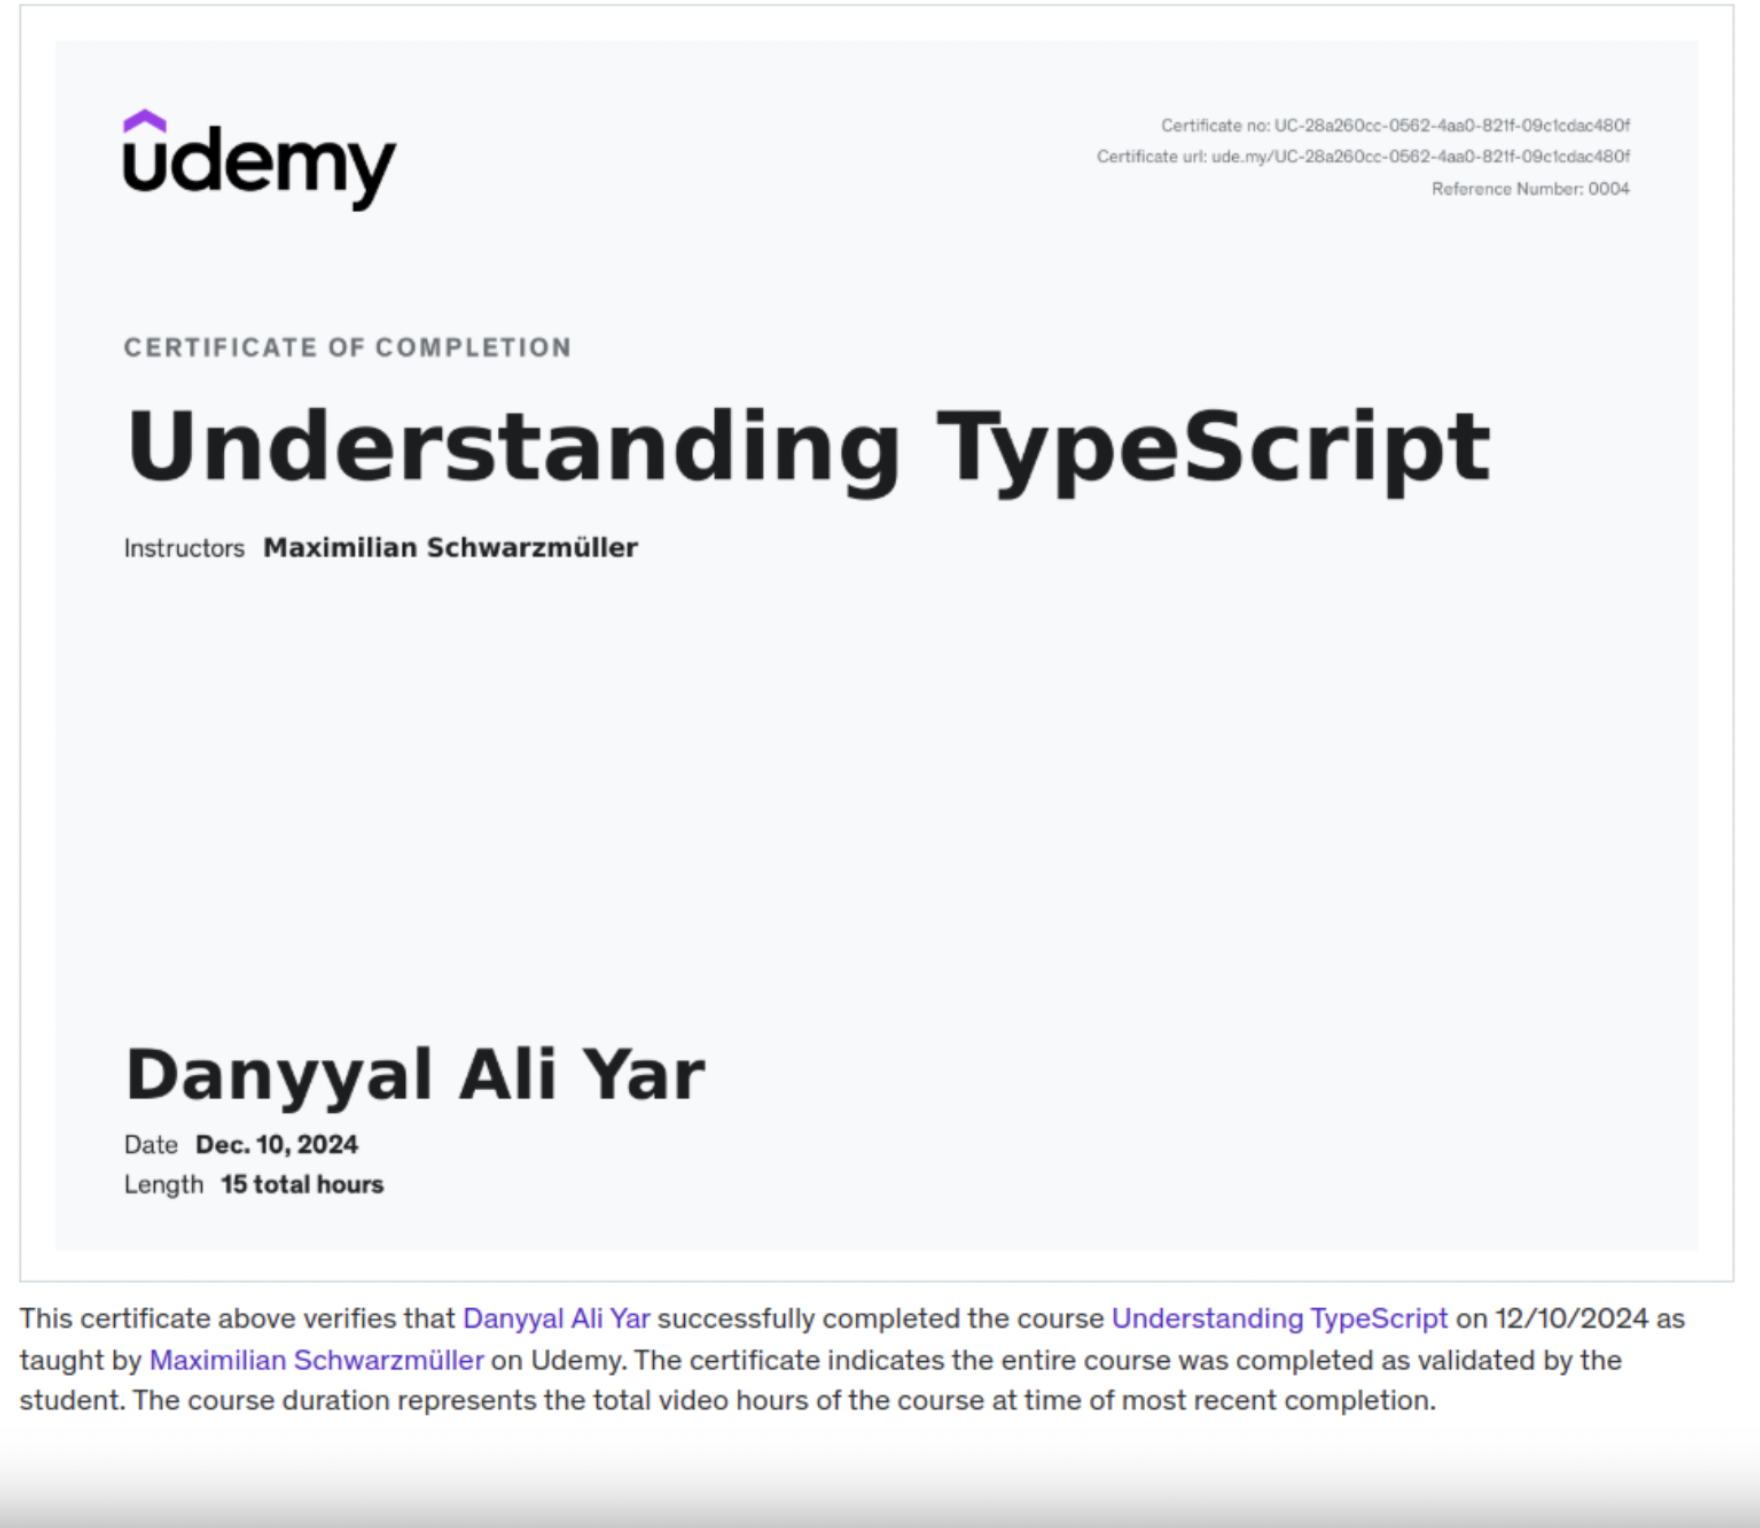 udemy
Certificate no: UC-28a260cc-0562-4aa0-821f-09c1cdac480f
Certificate url: ude.my/UC-28a260cc-0562-4aa0-821f-09c1cdac480f
Reference Number: 0004
CERTIFICATE OF COMPLETION
Understanding TypeScript
Instructors Maximilian Schwarzmüller
Danyyal Ali Yar
Date Dec. 10, 2024
Length 15 total hours
This certificate above verifies that Danyyal Ali Yar successfully completed the course Understanding TypeScript on 12/10/2024 as
taught by Maximilian Schwarzmüller on Udemy. The certificate indicates the entire course was completed as validated by the
student. The course duration represents the total video hours of the course at time of most recent completion.